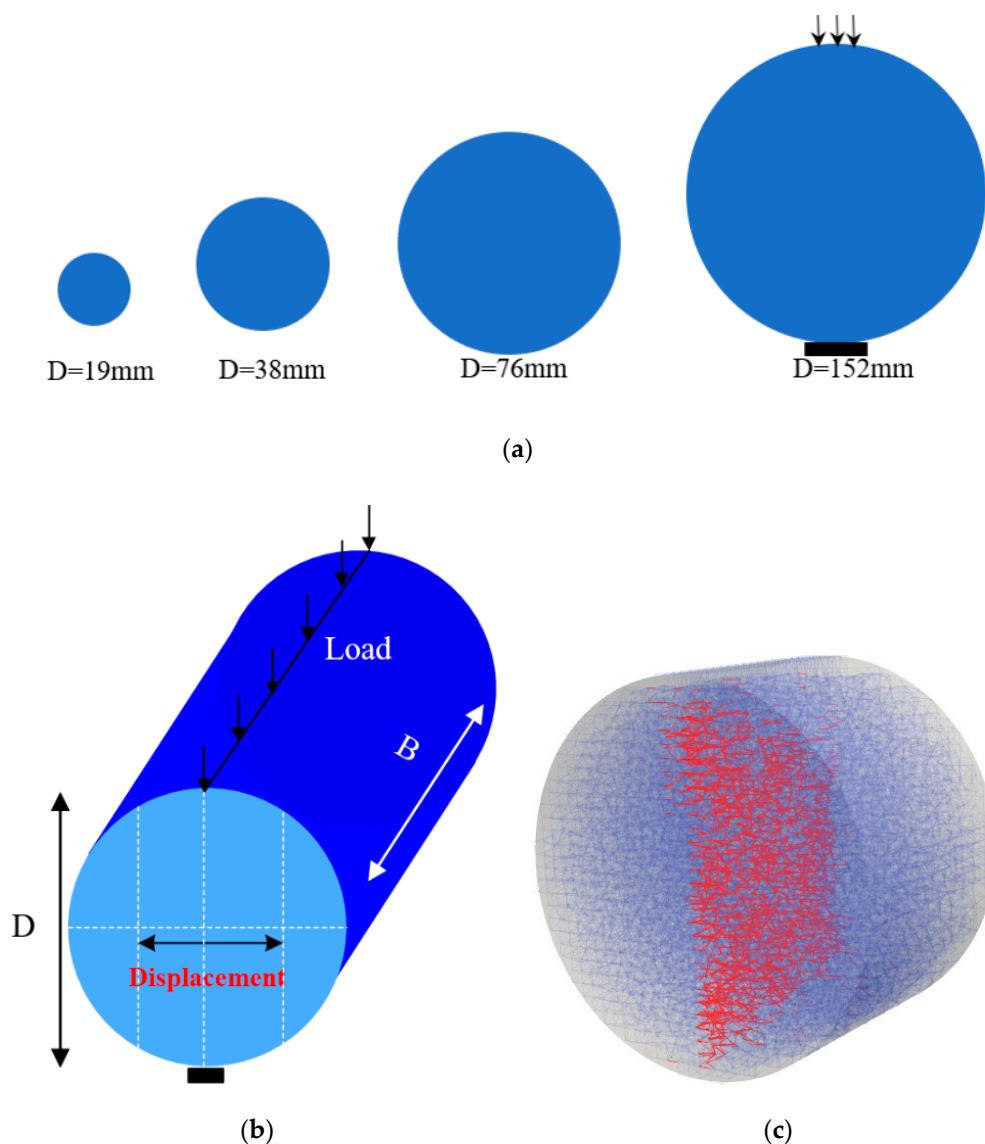 D=19mm
D=38mm
D=76mm
D=152mm
(a)
Load
B
D
Displacement
(b)
(c)